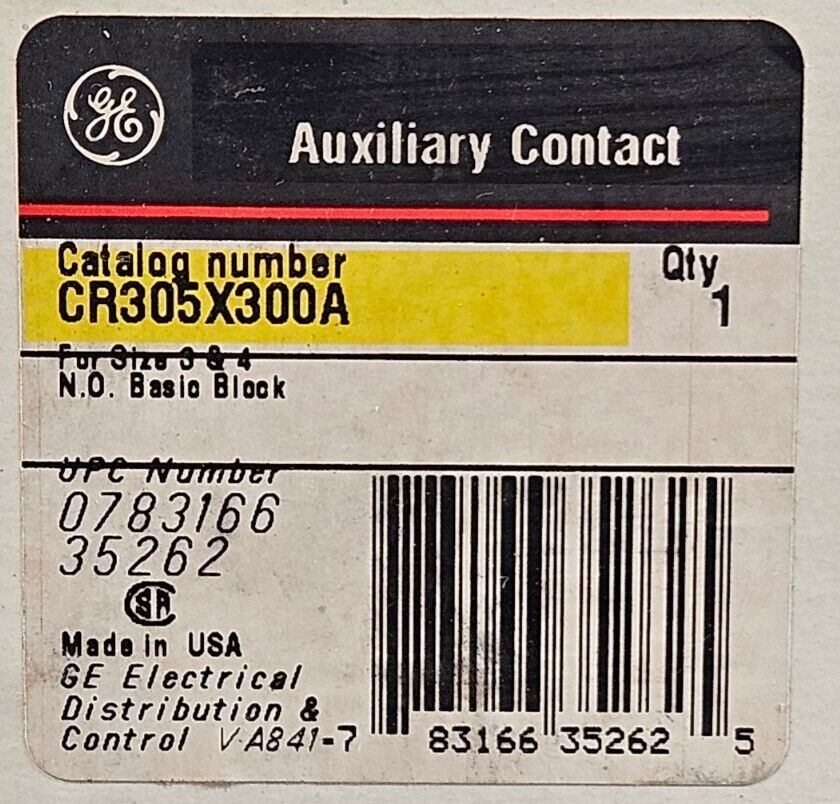 GE
Auxiliary Contact
Catalog number
CR305X300A
Qty
1
For Size 3 & 4
N.O. Basic Block
UPC Number
0783166
35262
SA
Made in USA
GE Electrical
Distribution &
Control V-A841-7
83166 35262 5